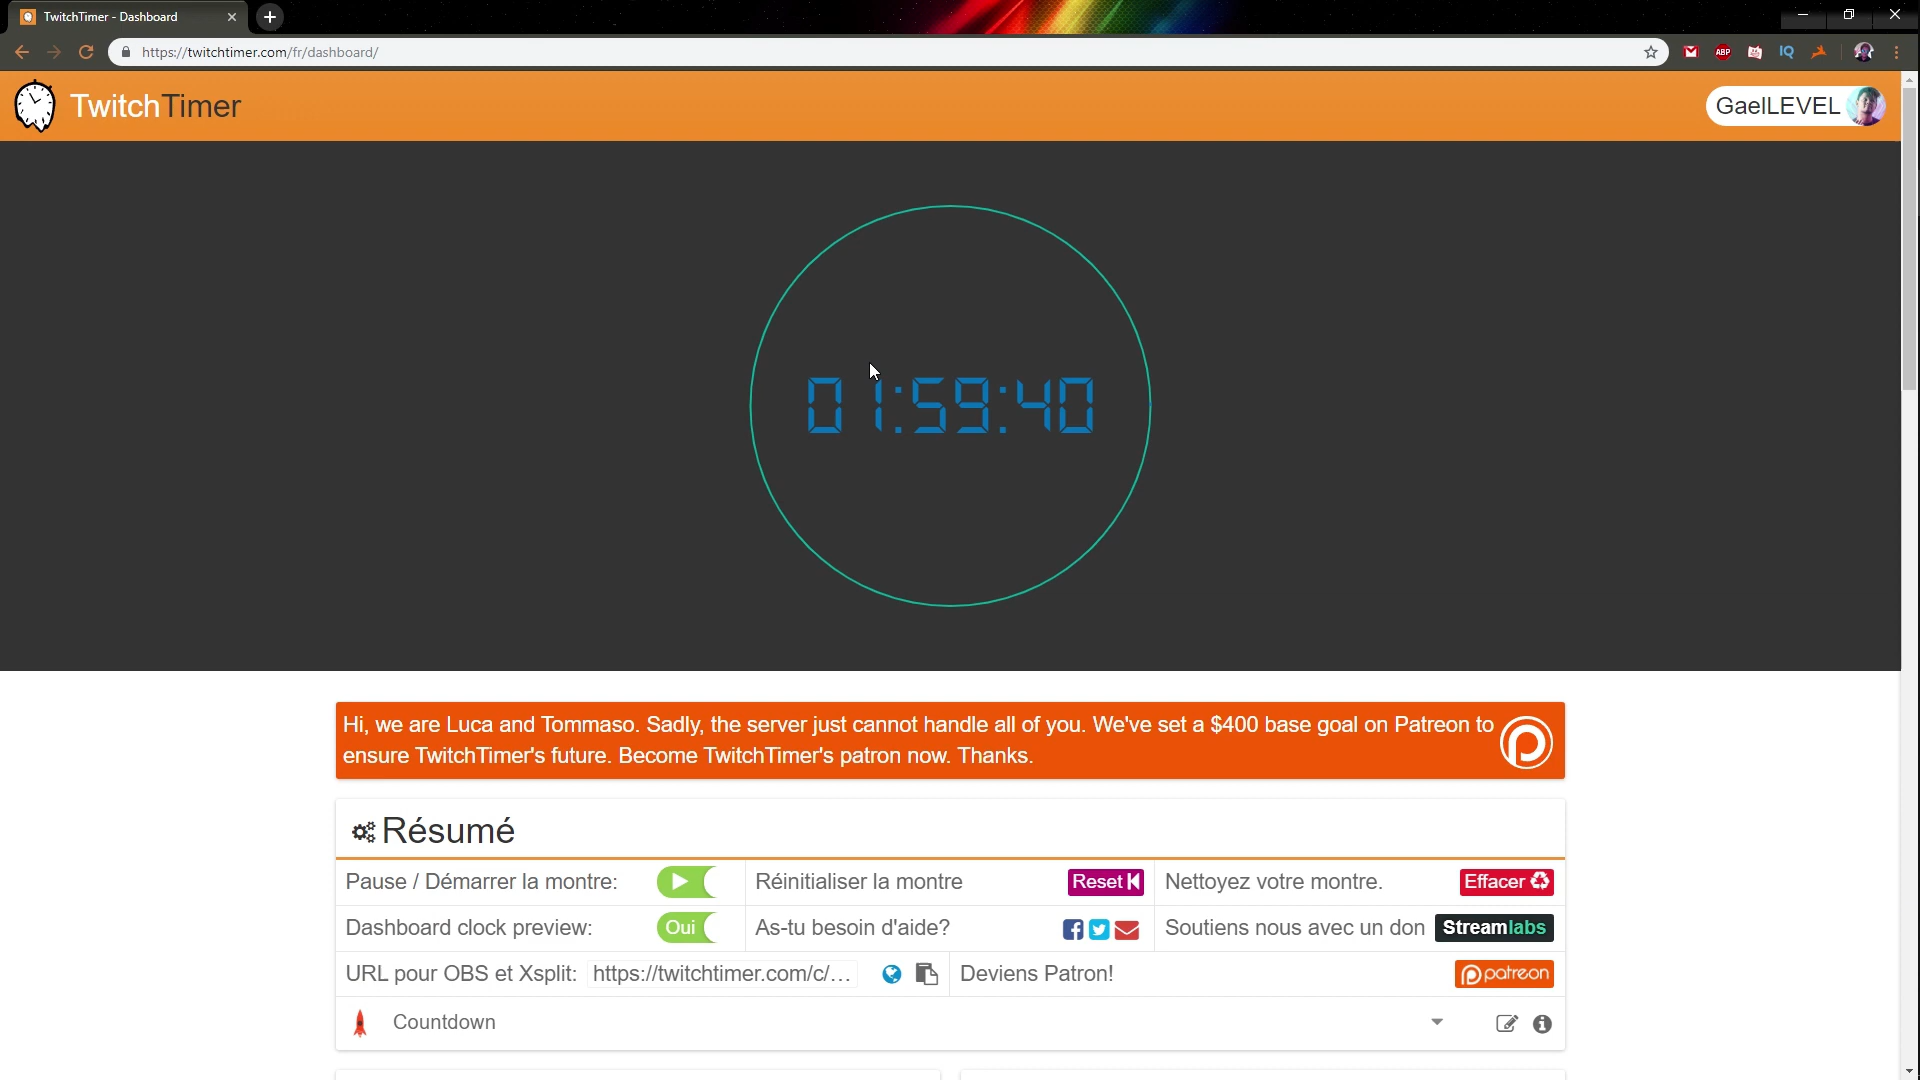 TwitchTimer - Dashboard
https://twitchtimer.com/fr/dashboard/
ABP
IQ
TwitchTimer
GaelLEVEL
01:59:40
Hi, we are Luca and Tommaso. Sadly, the server just cannot handle all of you. We've set a $400 base goal on Patreon to
ensure TwitchTimer's future. Become TwitchTimer's patron now. Thanks.
Résumé
Pause / Démarrer la montre:
Réinitialiser la montre
Reset
Nettoyez votre montre.
Effacer
Dashboard clock preview:
Oui
As-tu besoin d'aide?
Soutiens nous avec un don
Streamlabs
URL pour OBS et Xsplit:
https://twitchtimer.com/c/...
Deviens Patron!
patreon
Countdown